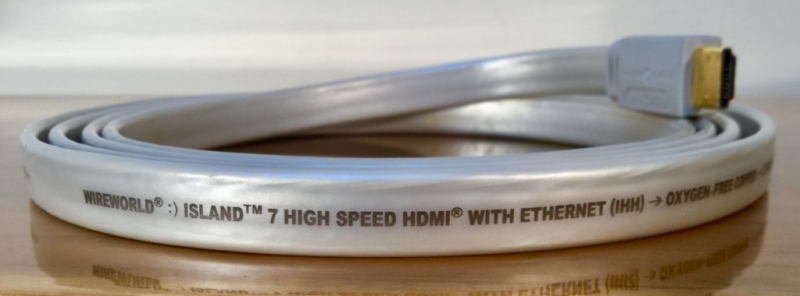 WIREWORLD® :) ISLAND™ 7 HIGH SPEED HDMI® WITH ETHERNET (IHH) → OXYGEN-FREE COPPER